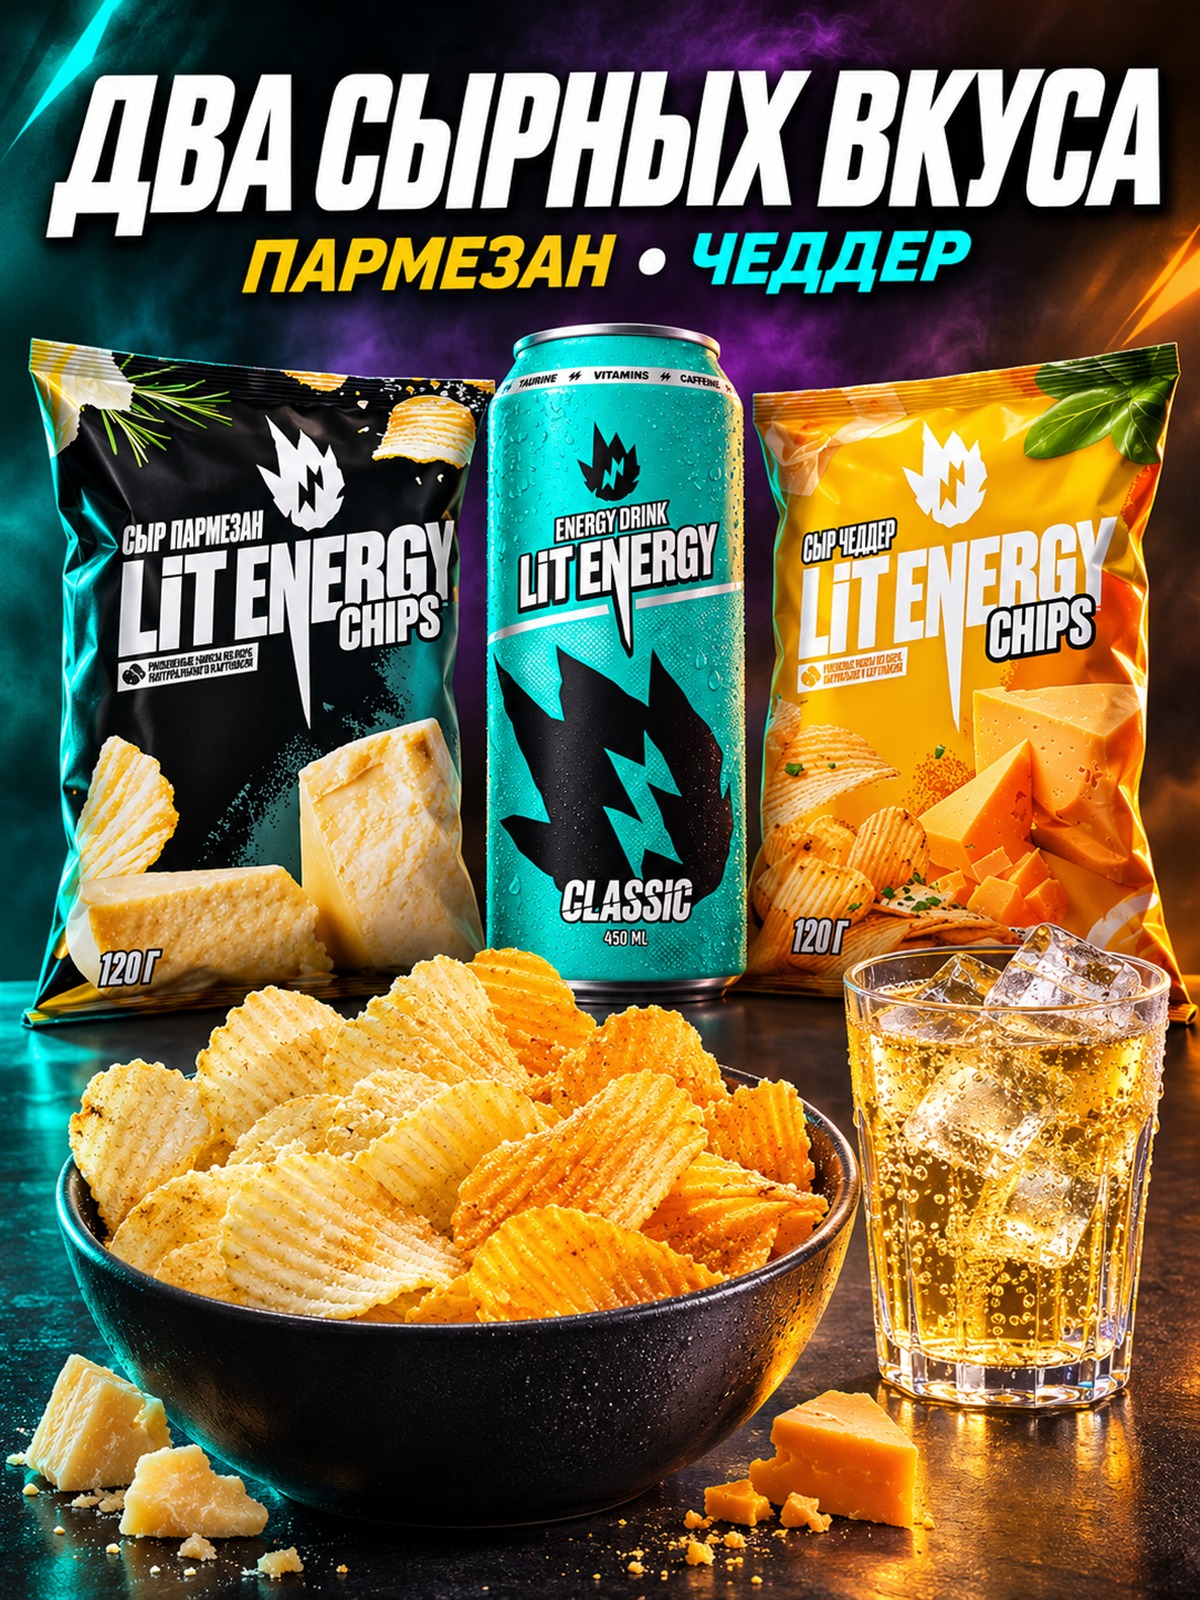 ДВА СЫРНЫХ ВКУСА
ПАРМЕЗАН • ЧЕДДЕР
СЫР ПАРМЕЗАН
LIT ENERGY
CHIPS
120 Г
TAURINE VITAMINS CAFFEINE
ENERGY DRINK
LIT ENERGY
CLASSIC
450 ML
СЫР ЧЕДДЕР
LIT ENERGY
CHIPS
120 Г